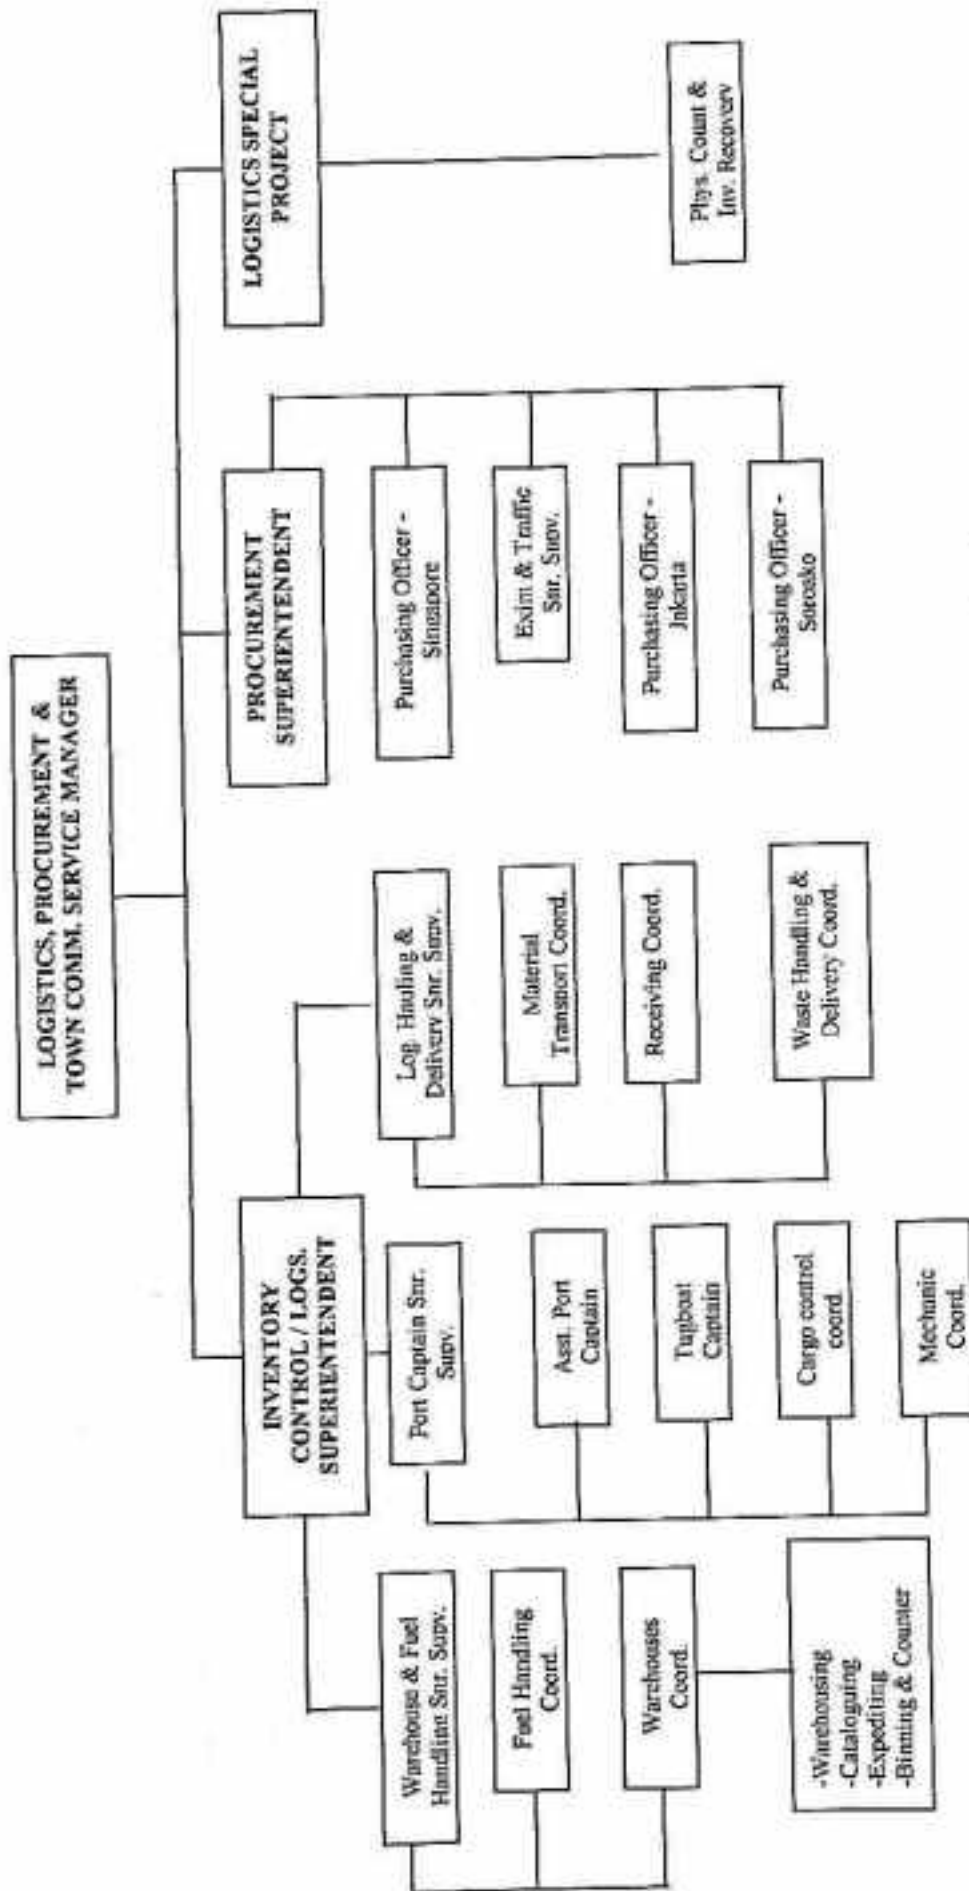 LOGISTICS, PROCUREMENT &
TOWN COMM. SERVICE MANAGER
INVENTORY
CONTROL / LOGS.
SUPERIENTENDENT
PROCUREMENT
SUPERIENTENDENT
LOGISTICS SPECIAL
PROJECT
Warehouse & Fuel
Handling Snr. Supv.
Fuel Handling
Coord.
Warehouses
Coord.
-Warehousing
-Cataloguing
-Expediting
-Binning & Counter
Port Captain Snr.
Supv.
Asst. Port
Captain
Tugboat
Captain
Cargo control
coord.
Mechanic
Coord.
Log. Hauling &
Delivery Snr. Supv.
Material
Transport Coord.
Receiving Coord.
Waste Handling &
Delivery Coord.
Purchasing Officer -
Singapore
Exim & Traffic
Snr. Supv.
Purchasing Officer -
Jakarta
Purchasing Officer -
Soroako
Phys. Count &
Inv. Recovery